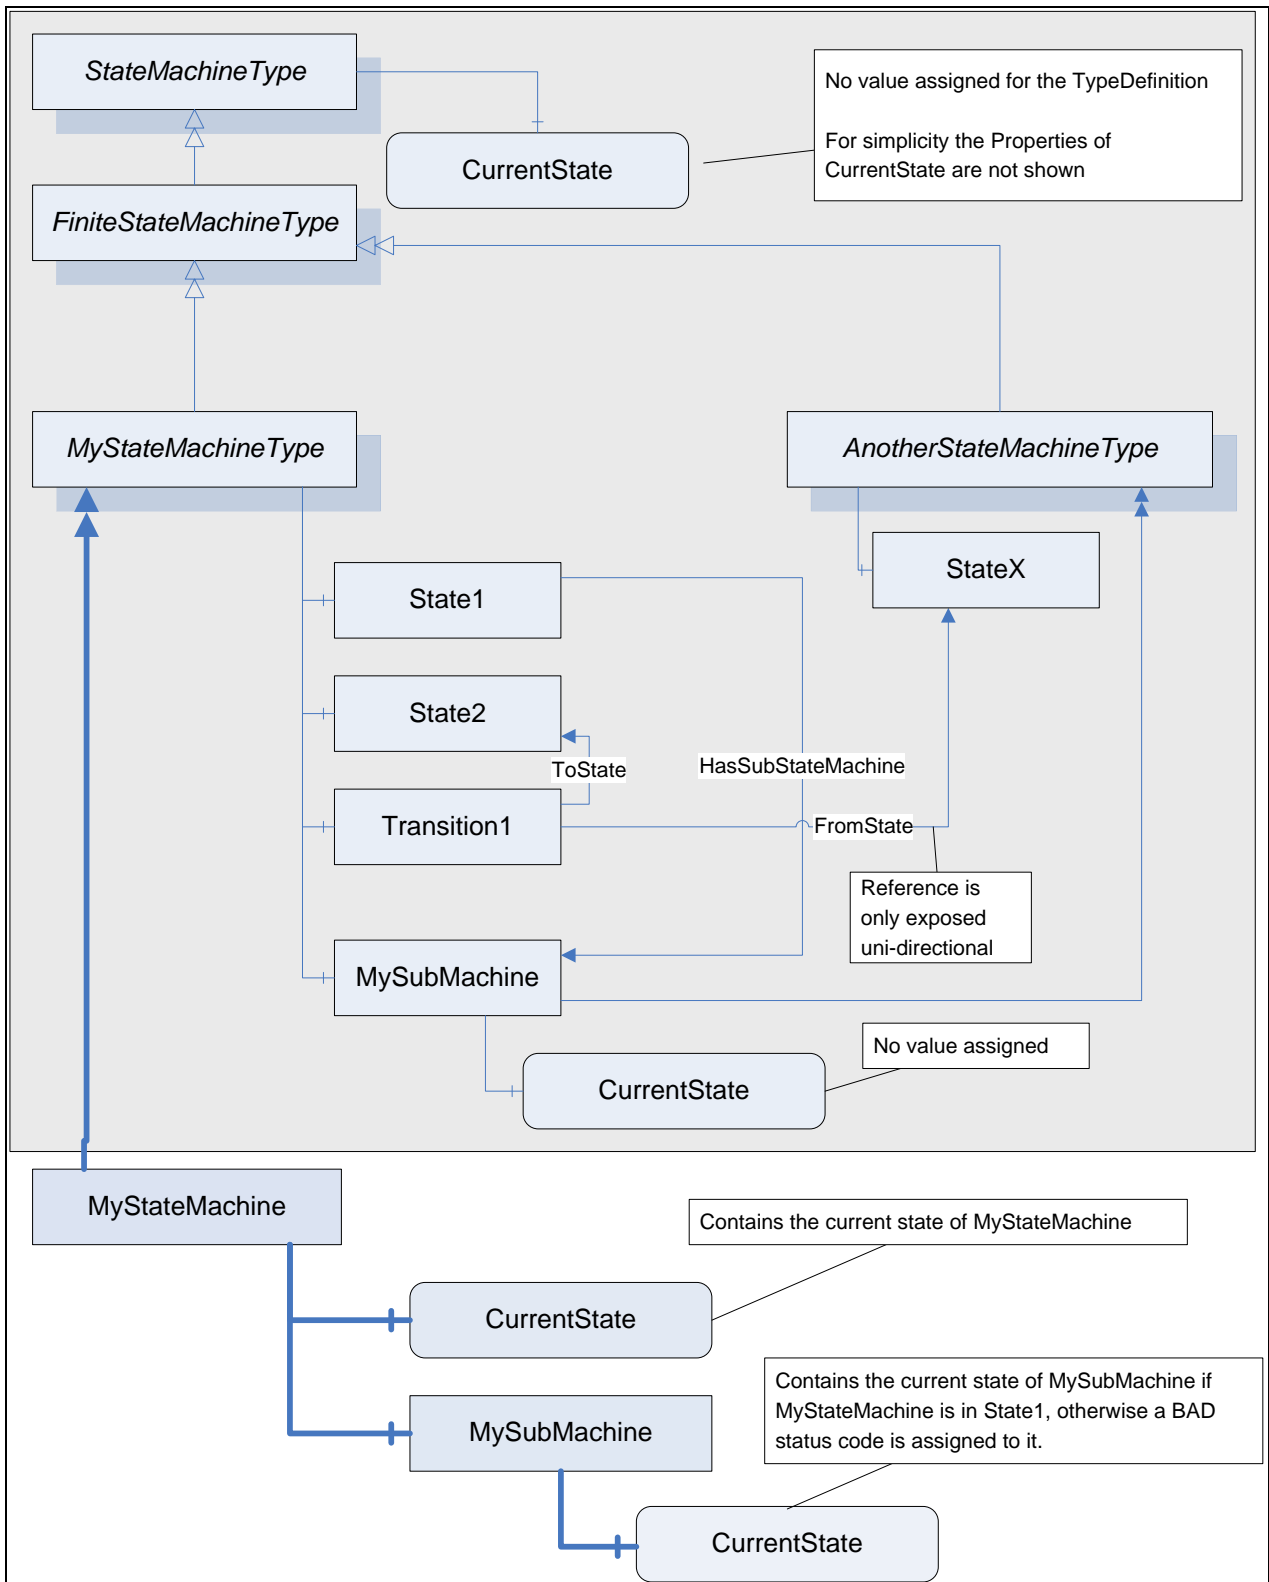 StateMachineType
No value assigned for the TypeDefinition
For simplicity the Properties of
CurrentState are not shown
CurrentState
FiniteStateMachineType
MyStateMachineType
AnotherStateMachineType
StateX
State1
State2
ToState
HasSubStateMachine
Transition1
FromState
Reference is
only exposed
uni-directional
MySubMachine
No value assigned
CurrentState
MyStateMachine
Contains the current state of MyStateMachine
CurrentState
Contains the current state of MySubMachine if
MyStateMachine is in State1, otherwise a BAD
status code is assigned to it.
MySubMachine
CurrentState